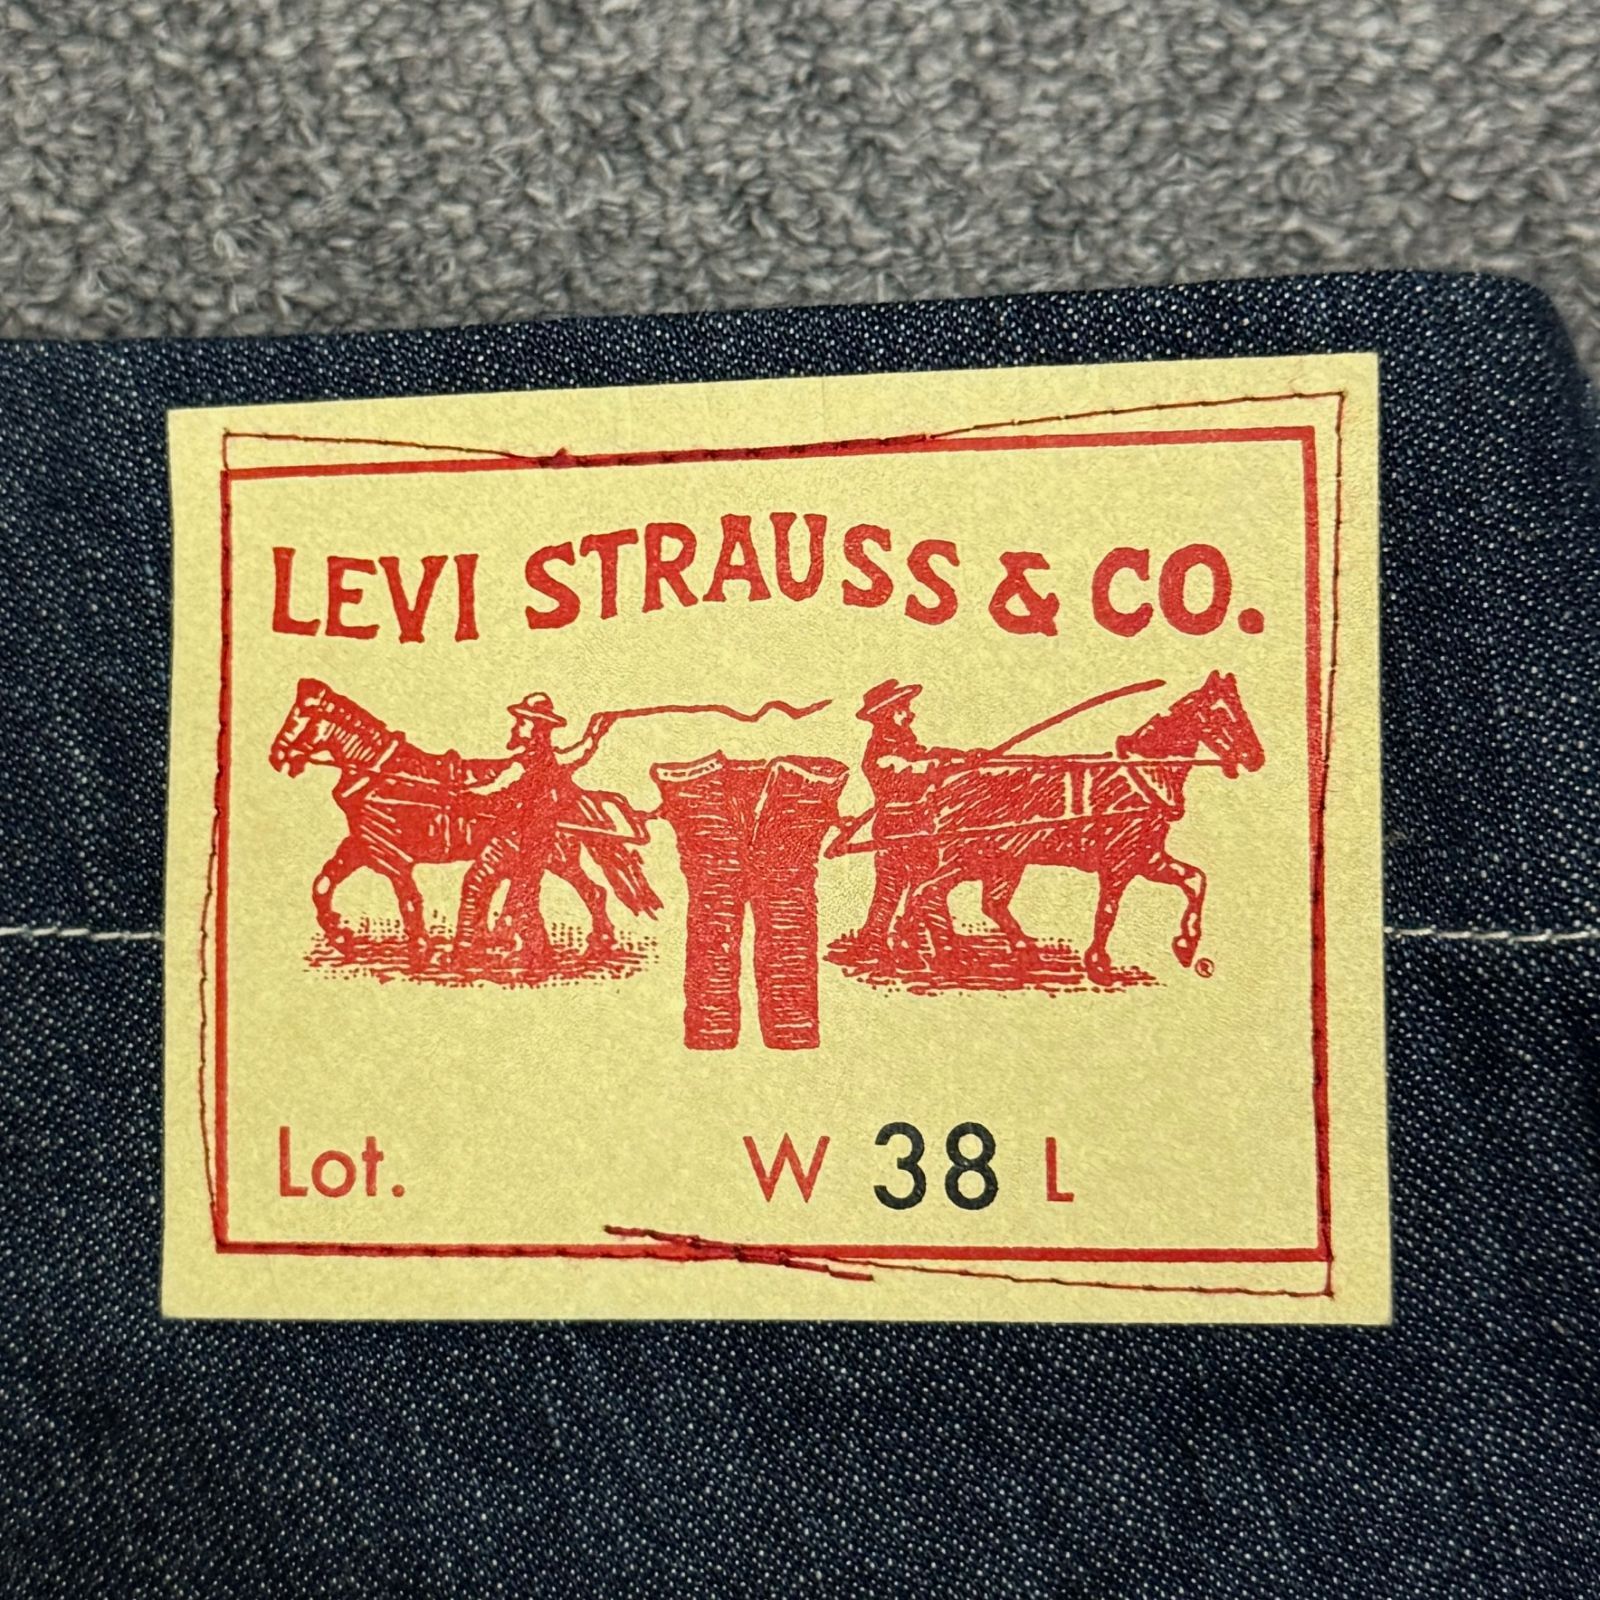 LEVI STRAUSS & CO.
®
Lot. W 38 L